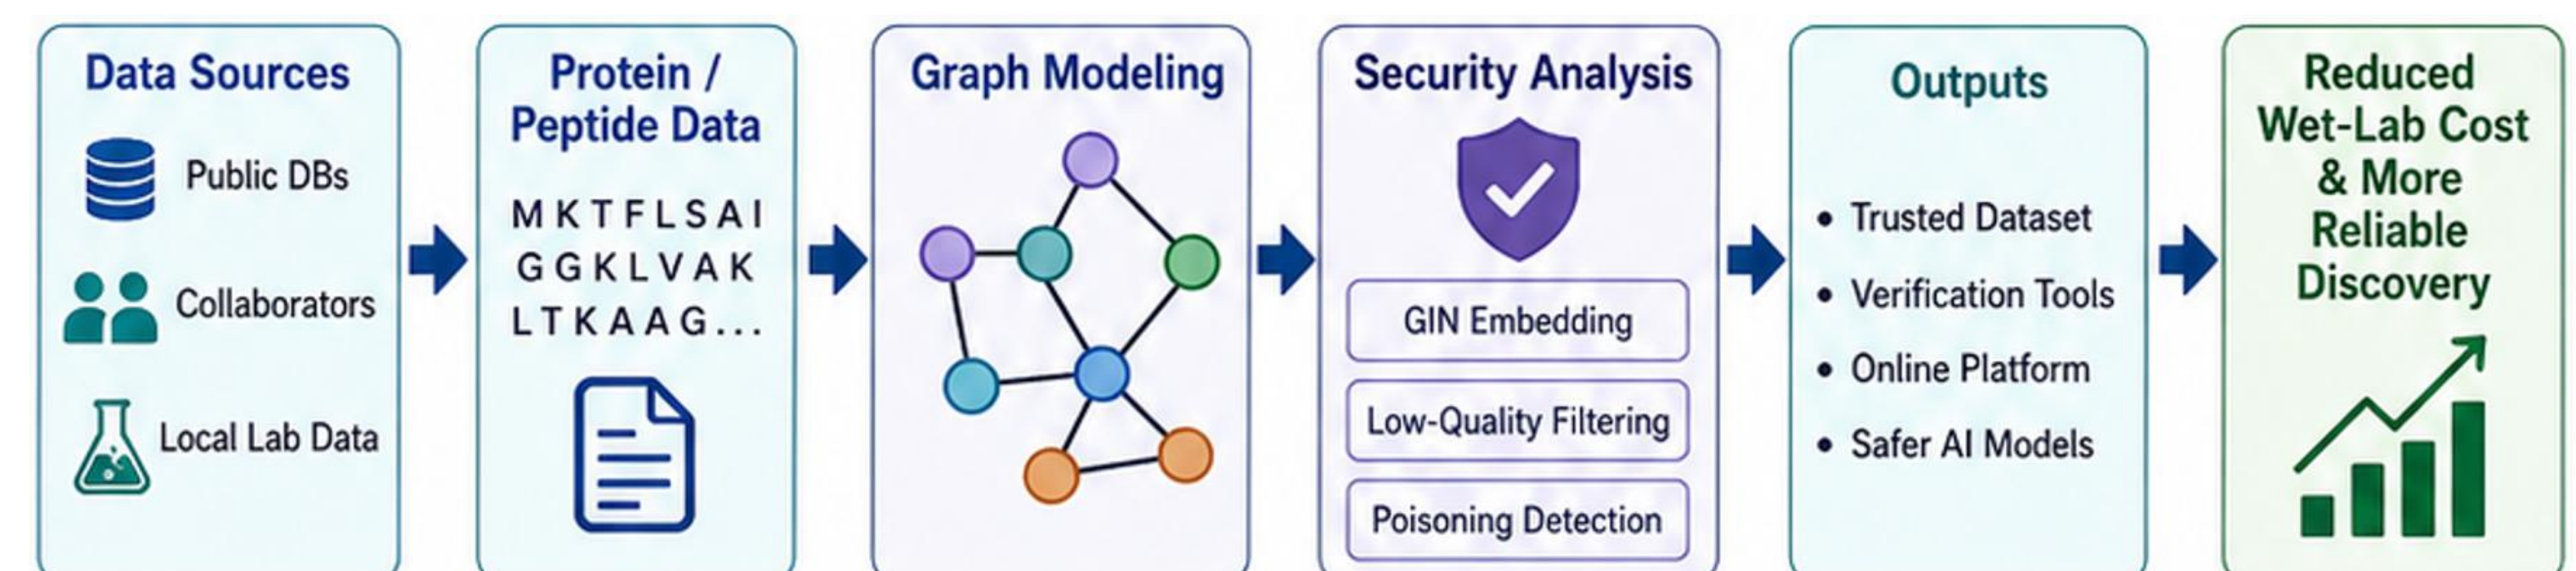 Data Sources
Public DBs
Collaborators
Local Lab Data
Protein /
Peptide Data
M K T F L S A I
G G K L V A K
L T K A A G . . .
Graph Modeling
Security Analysis
GIN Embedding
Low-Quality Filtering
Poisoning Detection
Outputs
• Trusted Dataset
• Verification Tools
• Online Platform
• Safer AI Models
Reduced
Wet-Lab Cost
& More
Reliable
Discovery